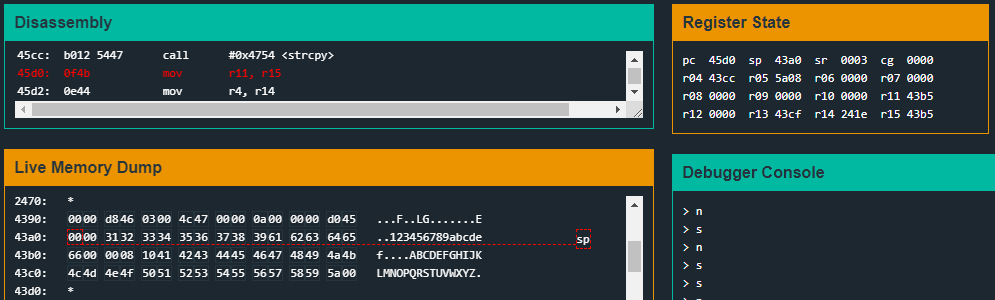 Disassembly
45cc: b012 5447 call #0x4754 <strcpy>
45d0: 0f4b mov r11, r15
45d2: 0e44 mov r4, r14
Register State
pc 45d0 sp 43a0 sr 0003 cg 0000
r04 43cc r05 5a08 r06 0000 r07 0000
r08 0000 r09 0000 r10 0000 r11 43b5
r12 0000 r13 43cf r14 241e r15 43b5
Live Memory Dump
2470: *
4390: 0000 d846 0300 4c47 0000 0a00 0000 d045 ...F..LG.......E
43a0: 0000 3132 3334 3536 3738 3961 6263 6465 ..123456789abcde
sp
43b0: 6600 0008 1041 4243 4445 4647 4849 4a4b f....ABCDEFGHIJK
43c0: 4c4d 4e4f 5051 5253 5455 5657 5859 5a00 LMNOPQRSTUVWXYZ.
43d0: *
Debugger Console
> n
> s
> n
> s
> s